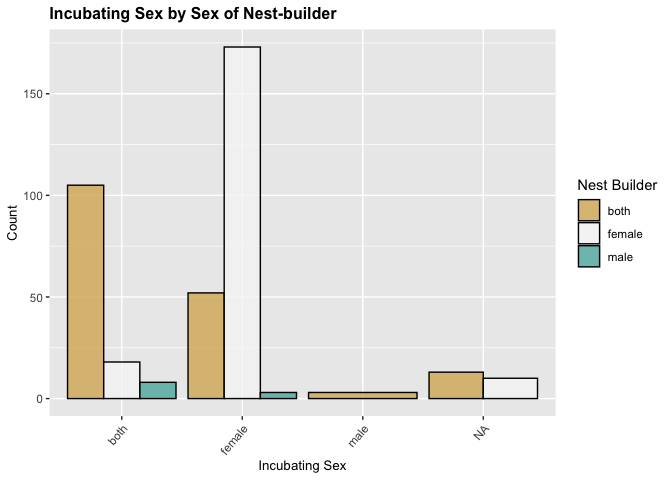 Incubating Sex by Sex of Nest-builder
150
100
50
0
Count
both
female
male
NA
Incubating Sex
Nest Builder
both
female
male